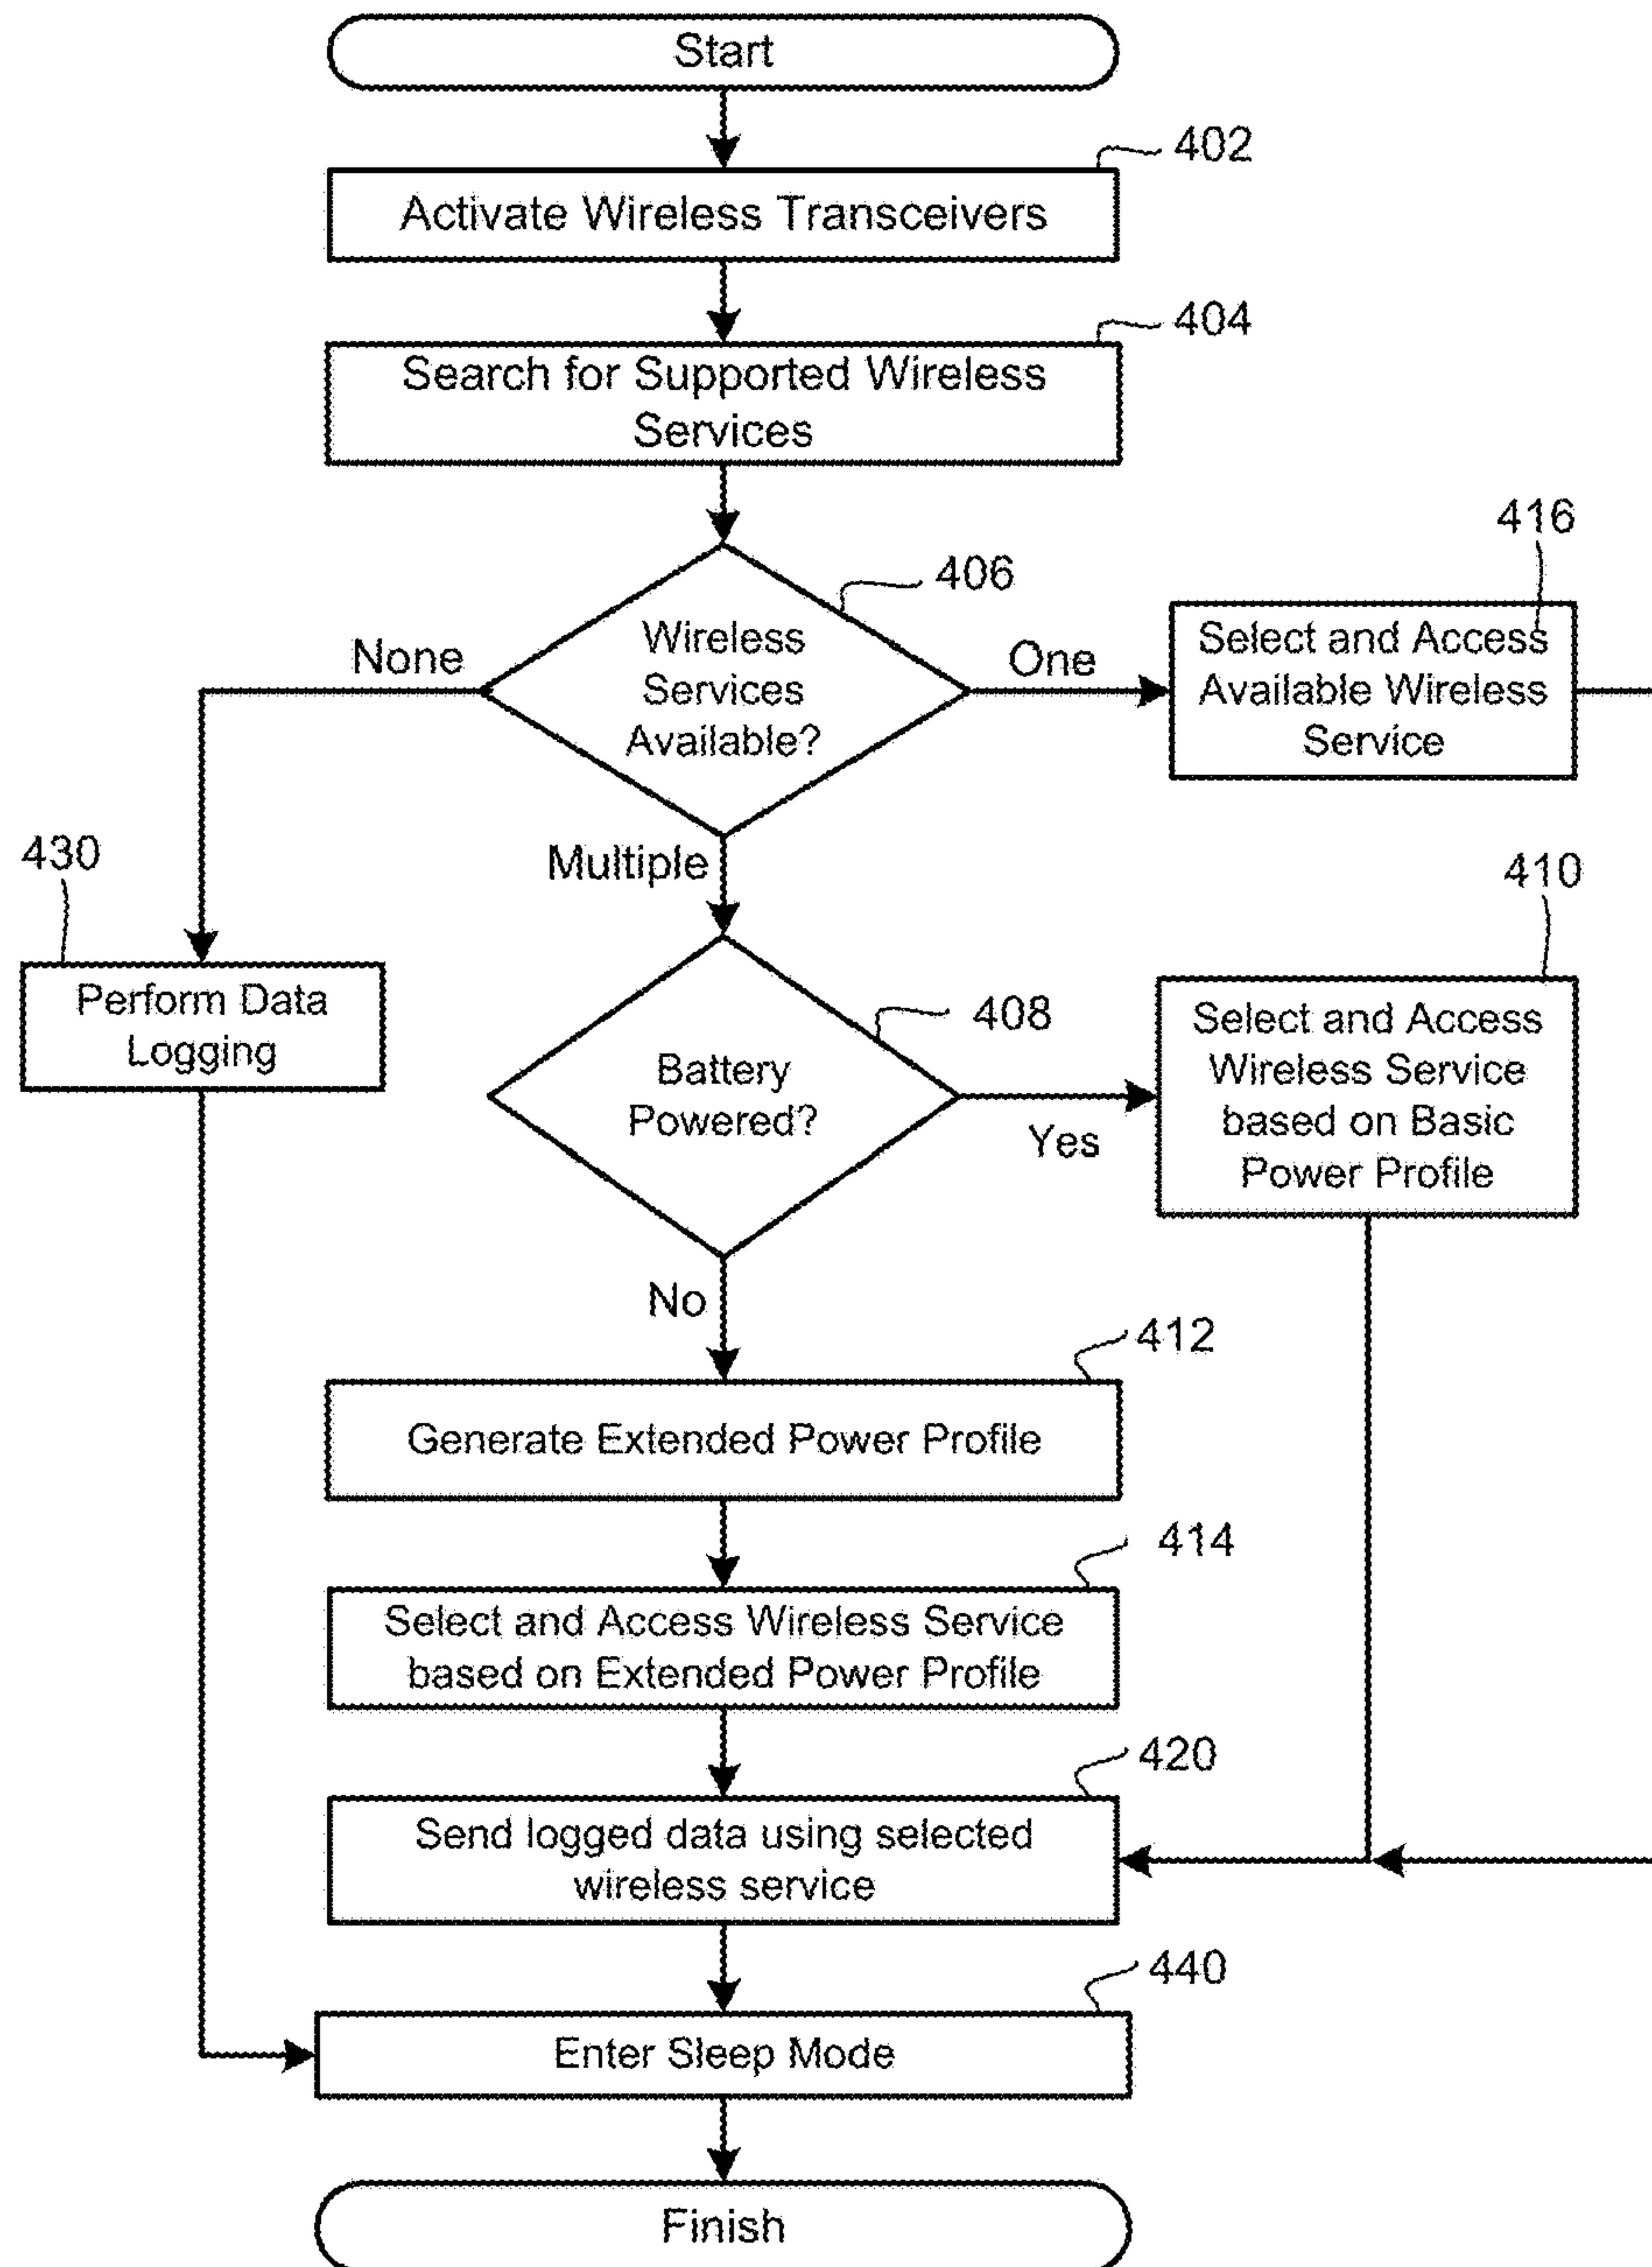 Start
402
Activate Wireless Transceivers
404
Search for Supported Wireless
Services
406
416
Wireless
Services
Available?
None
One
Select and Access
Available Wireless
Service
Multiple
430
Perform Data
Logging
408
Battery
Powered?
Yes
410
Select and Access
Wireless Service
based on Basic
Power Profile
No
412
Generate Extended Power Profile
414
Select and Access Wireless Service
based on Extended Power Profile
420
Send logged data using selected
wireless service
440
Enter Sleep Mode
Finish